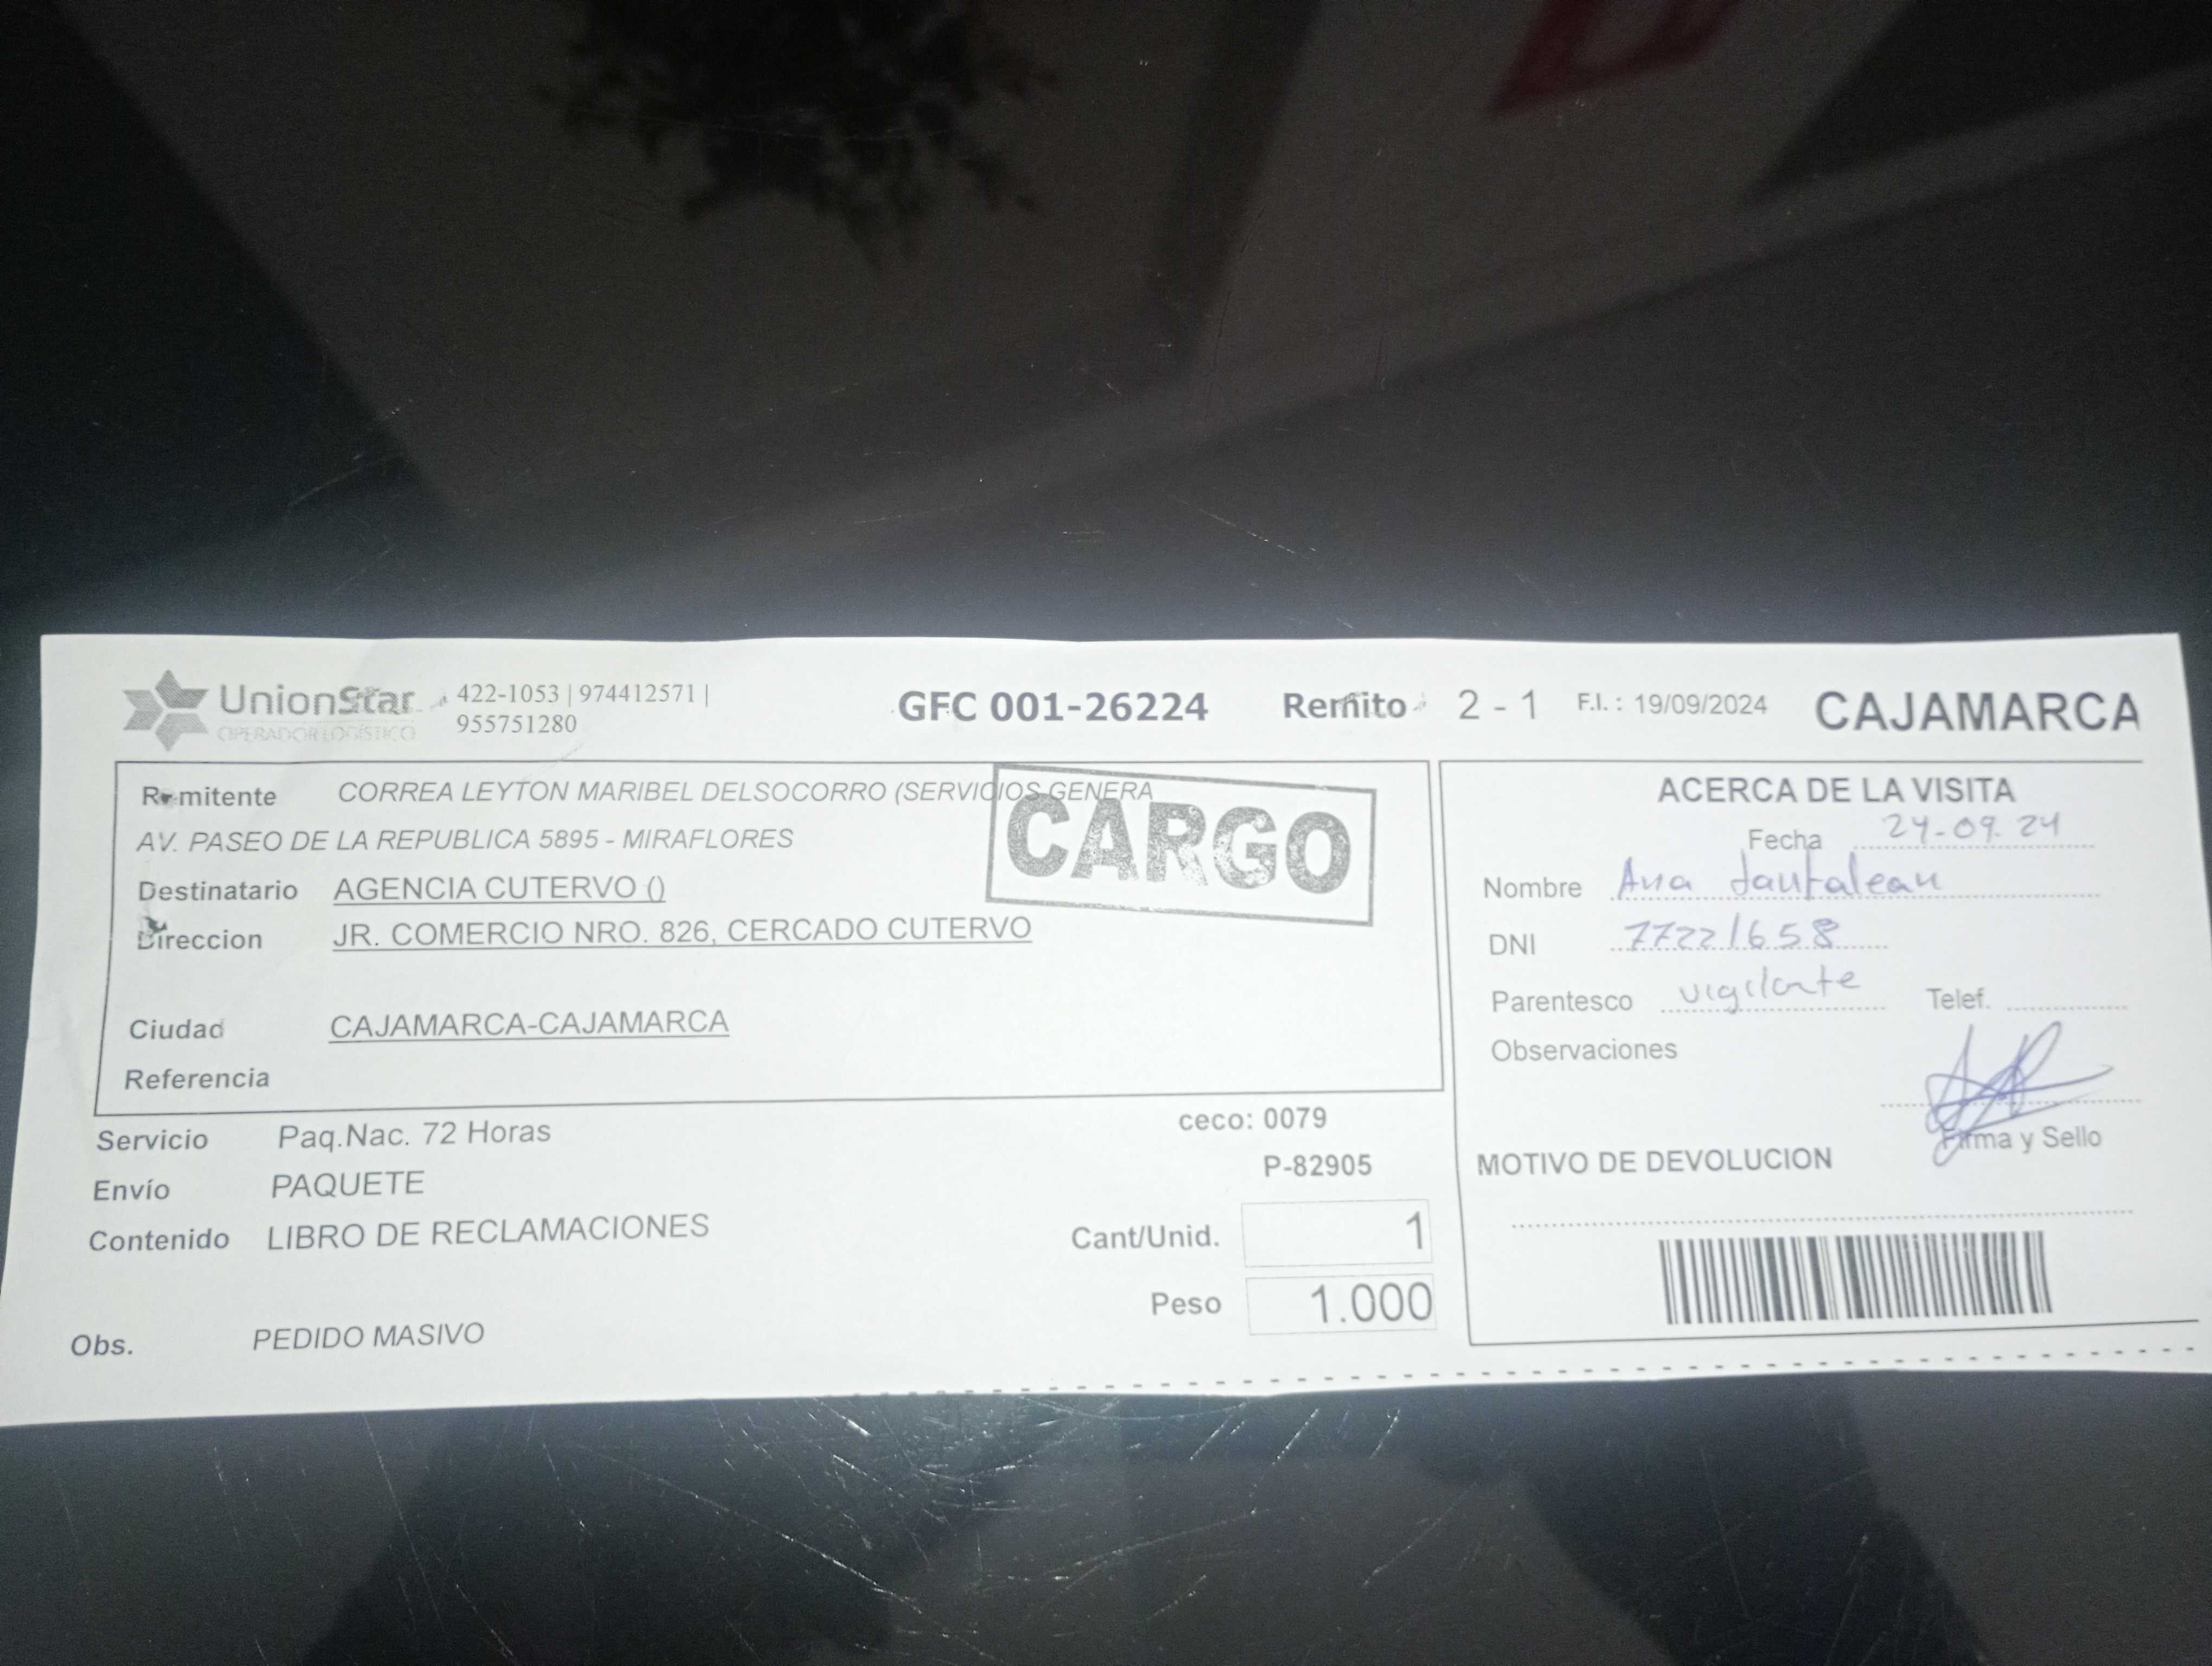 UnionStar
OPERADOR LOGÍSTICO
422-1053 | 974412571 |
955751280
GFC 001-26224
Remito 2 - 1
F.I. : 19/09/2024
CAJAMARCA
Remitente CORREA LEYTON MARIBEL DELSOCORRO (SERVICIOS GENERA
AV. PASEO DE LA REPUBLICA 5895 - MIRAFLORES
CARGO
Destinatario AGENCIA CUTERVO ()
Direccion JR. COMERCIO NRO. 826, CERCADO CUTERVO
Ciudad CAJAMARCA-CAJAMARCA
Referencia
Servicio Paq.Nac. 72 Horas
ceco: 0079
Envío PAQUETE
P-82905
Contenido LIBRO DE RECLAMACIONES
Cant/Unid. 1
Peso 1.000
Obs. PEDIDO MASIVO
ACERCA DE LA VISITA
Fecha 24-09.24
Nombre Ana Santalean
DNI 77221658
Parentesco vigilante Telef.
Observaciones
Firma y Sello
MOTIVO DE DEVOLUCION